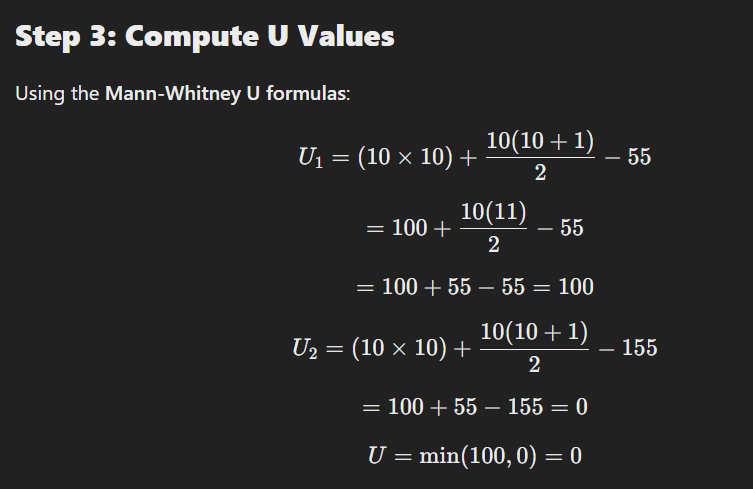 Step 3: Compute U Values
Using the Mann-Whitney U formulas:
U₁ = (10 × 10) + 10(10 + 1)/2 − 55
= 100 + 10(11)/2 − 55
= 100 + 55 − 55 = 100
U₂ = (10 × 10) + 10(10 + 1)/2 − 155
= 100 + 55 − 155 = 0
U = min(100, 0) = 0